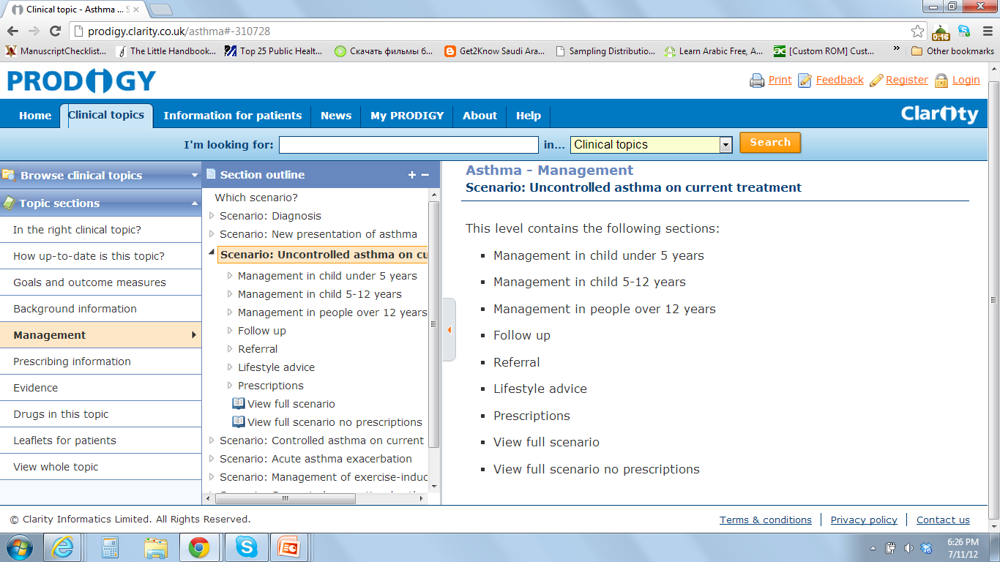 Clinical topic - Asthma ... S
prodigy.clarity.co.uk/asthma#-310728
0:16
ManuscriptChecklist...
The Little Handbook...
Top 25 Public Healt...
Скачать фильмы б...
Get2Know Saudi Ara...
Sampling Distributio...
Learn Arabic Free, A...
[Custom ROM] Cust...
»
Other bookmarks
PRODIGY
Print
Feedback
Register
Login
Home
Clinical topics
Information for patients
News
My PRODIGY
About
Help
Clarity
I'm looking for:
in...
Clinical topics
Search
Browse clinical topics
Topic sections
In the right clinical topic?
How up-to-date is this topic?
Goals and outcome measures
Background information
Management
Prescribing information
Evidence
Drugs in this topic
Leaflets for patients
View whole topic
Section outline
Which scenario?
Scenario: Diagnosis
Scenario: New presentation of asthma
Scenario: Uncontrolled asthma on cu
Management in child under 5 years
Management in child 5-12 years
Management in people over 12 years
Follow up
Referral
Lifestyle advice
Prescriptions
View full scenario
View full scenario no prescriptions
Scenario: Controlled asthma on current
Scenario: Acute asthma exacerbation
Scenario: Management of exercise-induc
Asthma - Management
Scenario: Uncontrolled asthma on current treatment
This level contains the following sections:
Management in child under 5 years
Management in child 5-12 years
Management in people over 12 years
Follow up
Referral
Lifestyle advice
Prescriptions
View full scenario
View full scenario no prescriptions
© Clarity Informatics Limited. All Rights Reserved.
Terms & conditions
Privacy policy
Contact us
6:26 PM
7/11/12